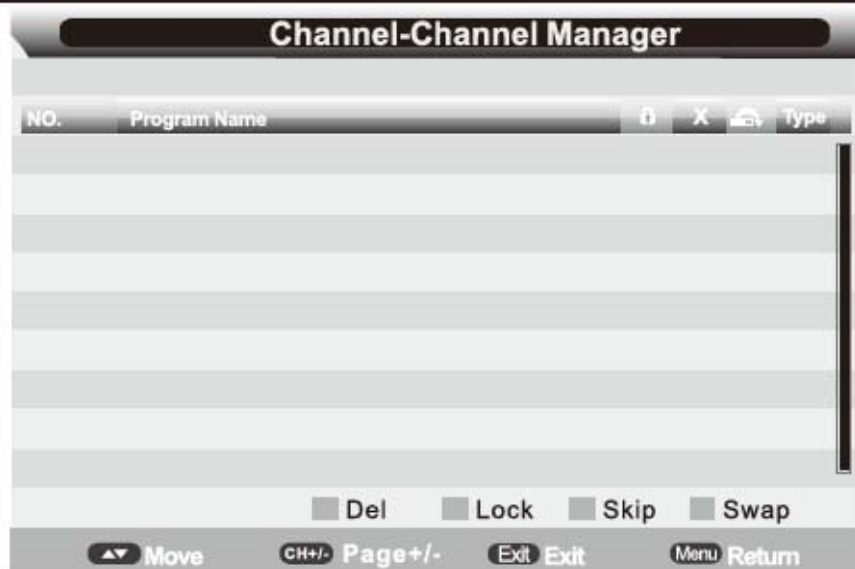 Channel-Channel Manager
NO. Program Name X Type
Del Lock Skip Swap
Move CH+/- Page+/- Exit Exit Menu Return